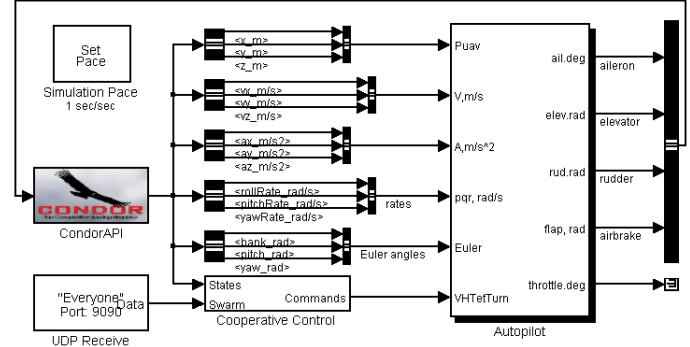 Set
Pace
Simulation Pace
1 sec/sec
CONDOR
CondorAPI
"Everyone"
Port: 9090
Data
UDP Receive
<x_m>
<y_m>
<z_m>
<vx_m/s>
<vy_m/s>
<vz_m/s>
<ax_m/s2>
<ay_m/s2>
<az_m/s2>
<rollRate_rad/s>
<pitchRate_rad/s>
<yawRate_rad/s>
rates
<bank_rad>
<pitch_rad>
<yaw_rad>
Euler angles
States
Swarm
Commands
Cooperative Control
Puav
V,m/s
A,m/s^2
pqr, rad/s
Euler
VHTetTurn
ail.deg
elev.rad
rud.rad
flap, rad
throttle.deg
Autopilot
aileron
elevator
rudder
airbrake